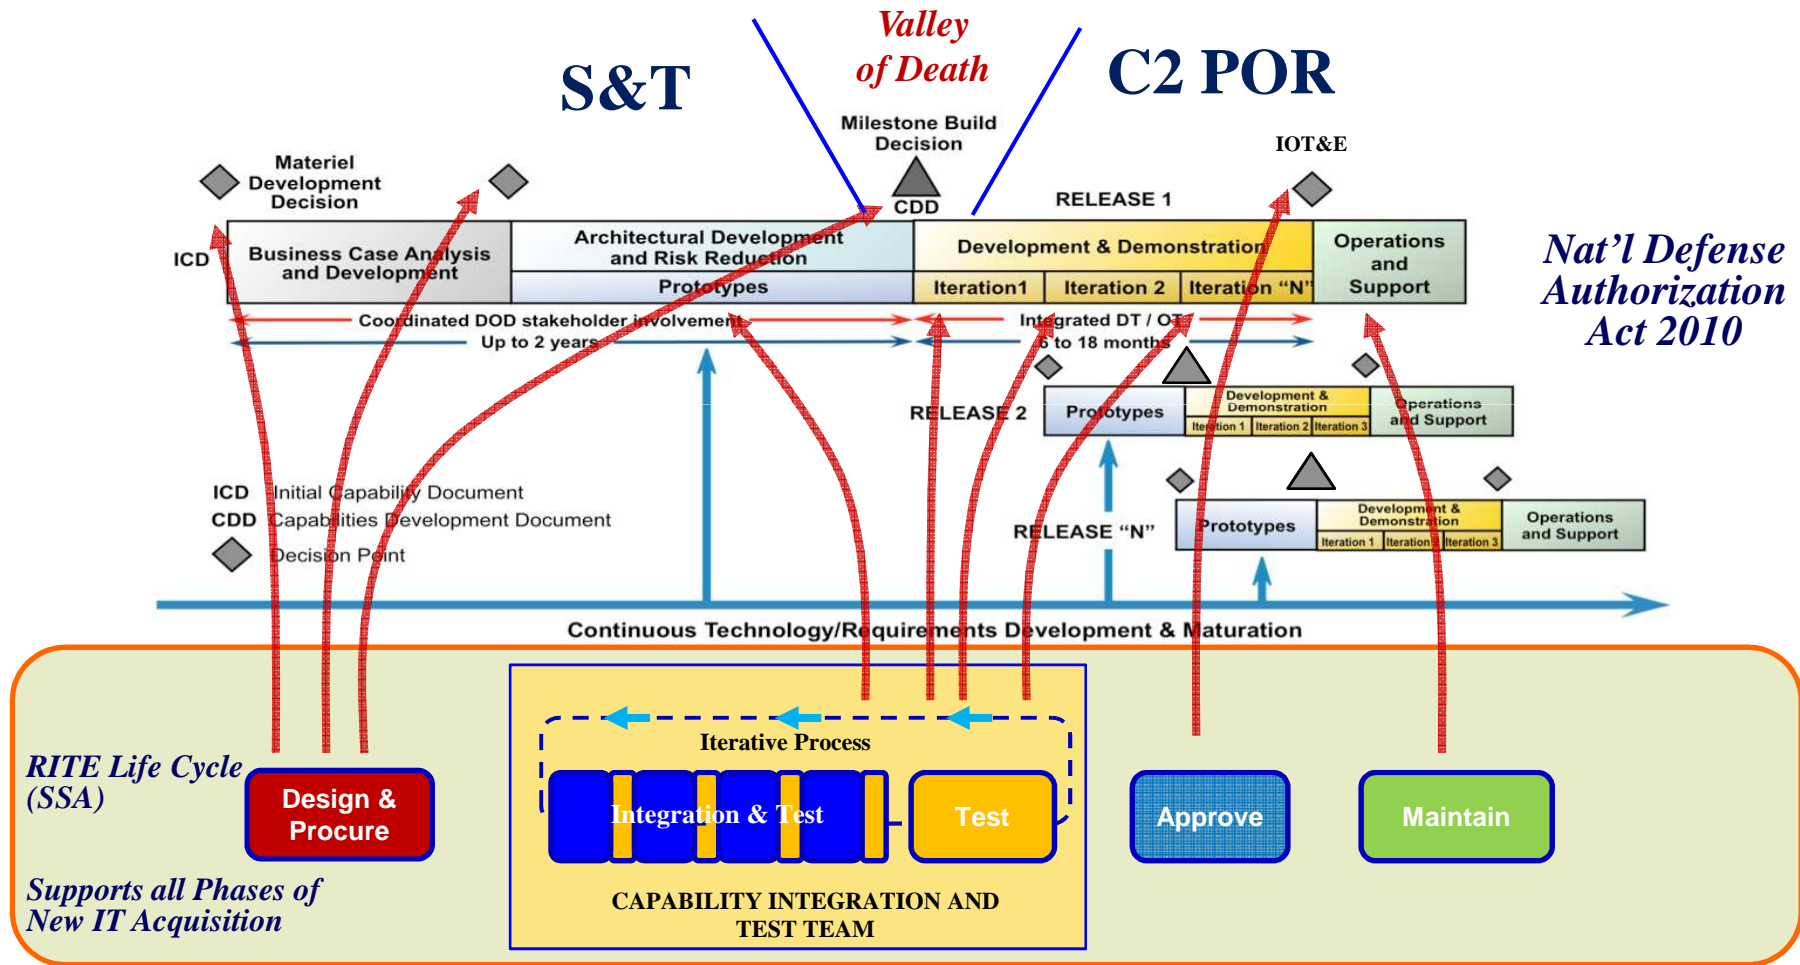 Valley
of Death
S&T
C2 POR
Milestone Build
Decision
IOT&E
Materiel
Development
Decision
CDD
RELEASE 1
ICD
Business Case Analysis
and Development
Architectural Development
and Risk Reduction
Prototypes
Development & Demonstration
Iteration1
Iteration 2
Iteration “N”
Operations
and
Support
Nat’l Defense
Authorization
Act 2010
Coordinated DOD stakeholder involvement
Integrated DT / OT
Up to 2 years
6 to 18 months
RELEASE 2
Prototypes
Development &
Demonstration
Iteration 1
Iteration 2
Iteration 3
Operations
and Support
ICD Initial Capability Document
CDD Capabilities Development Document
Decision Point
RELEASE “N”
Prototypes
Development &
Demonstration
Iteration 1
Iteration 2
Iteration 3
Operations
and Support
Continuous Technology/Requirements Development & Maturation
RITE Life Cycle
(SSA)
Design &
Procure
Iterative Process
Integration & Test
Test
Approve
Maintain
Supports all Phases of
New IT Acquisition
CAPABILITY INTEGRATION AND
TEST TEAM